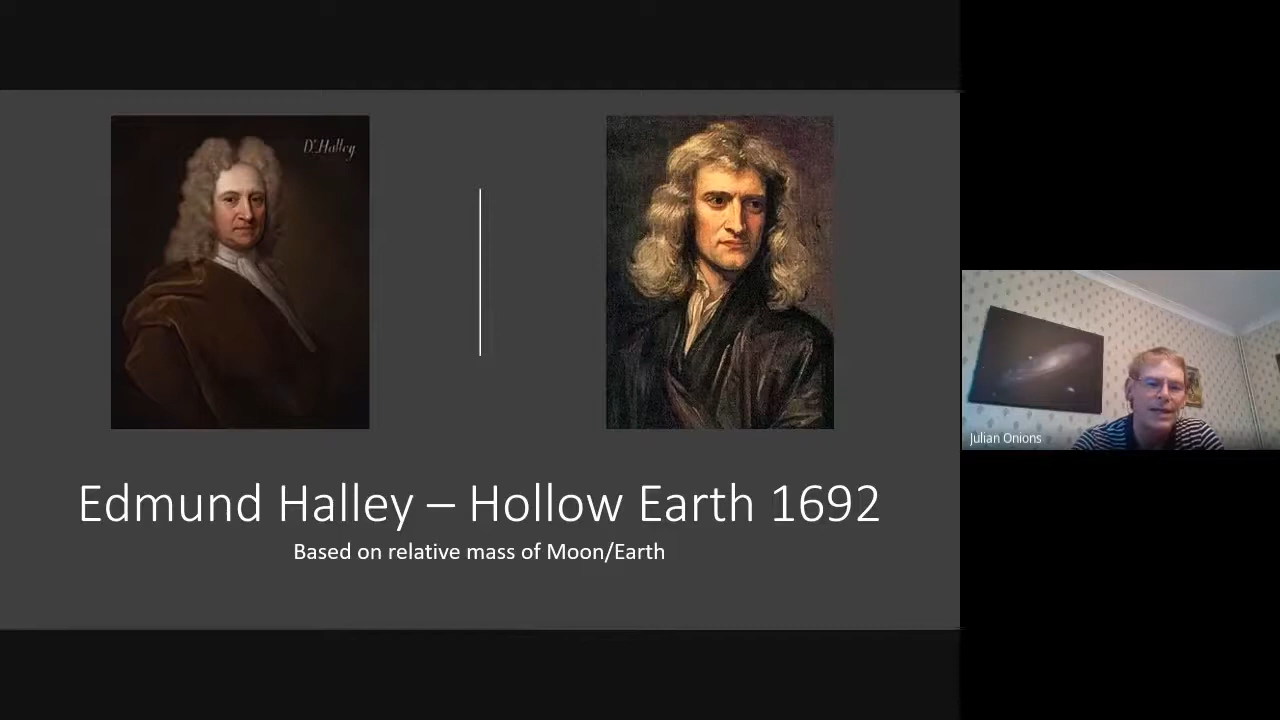 Dr. Halley
Edmund Halley – Hollow Earth 1692
Based on relative mass of Moon/Earth
Julian Onions